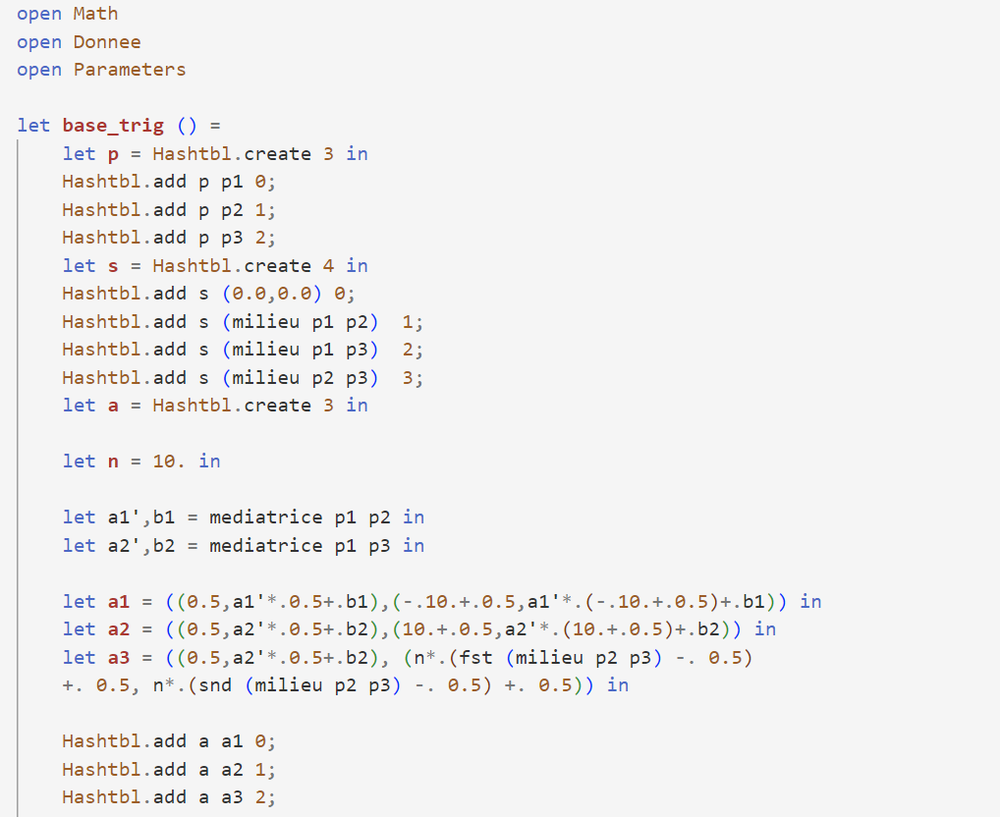 open Math
open Donnee
open Parameters
let base_trig () =
let p = Hashtbl.create 3 in
Hashtbl.add p p1 0;
Hashtbl.add p p2 1;
Hashtbl.add p p3 2;
let s = Hashtbl.create 4 in
Hashtbl.add s (0.0,0.0) 0;
Hashtbl.add s (milieu p1 p2)  1;
Hashtbl.add s (milieu p1 p3)  2;
Hashtbl.add s (milieu p2 p3)  3;
let a = Hashtbl.create 3 in
let n = 10. in
let a1',b1 = mediatrice p1 p2 in
let a2',b2 = mediatrice p1 p3 in
let a1 = ((0.5,a1'*.0.5+.b1),(-.10.+.0.5,a1'*.(-.10.+.0.5)+.b1)) in
let a2 = ((0.5,a2'*.0.5+.b2),(10.+.0.5,a2'*.(10.+.0.5)+.b2)) in
let a3 = ((0.5,a2'*.0.5+.b2), (n*.(fst (milieu p2 p3) -. 0.5)
+. 0.5, n*.(snd (milieu p2 p3) -. 0.5) +. 0.5)) in
Hashtbl.add a a1 0;
Hashtbl.add a a2 1;
Hashtbl.add a a3 2;